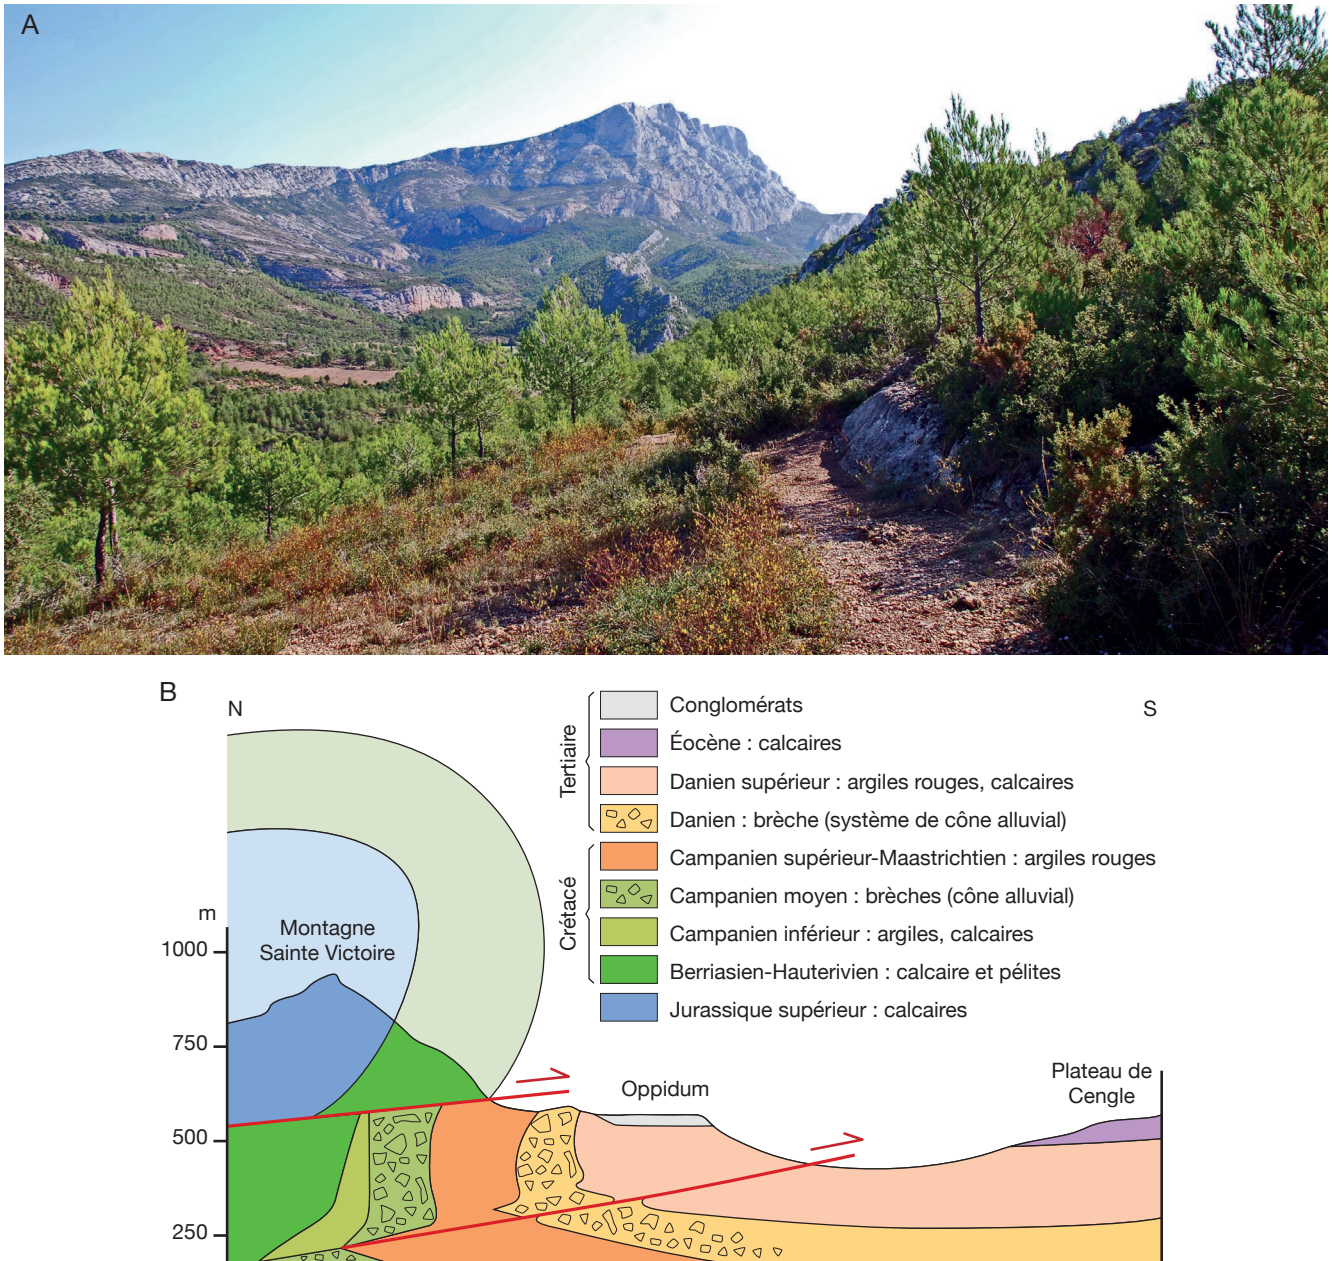 A
B
N
S
Tertiaire
Conglomérats
Éocène : calcaires
Danien supérieur : argiles rouges, calcaires
Danien : brèche (système de cône alluvial)
Crétacé
Campanien supérieur-Maastrichtien : argiles rouges
Campanien moyen : brèches (cône alluvial)
Campanien inférieur : argiles, calcaires
Berriasien-Hauterivien : calcaire et pélites
Jurassique supérieur : calcaires
m
1000
750
500
250
Montagne
Sainte Victoire
Oppidum
Plateau de
Cengle